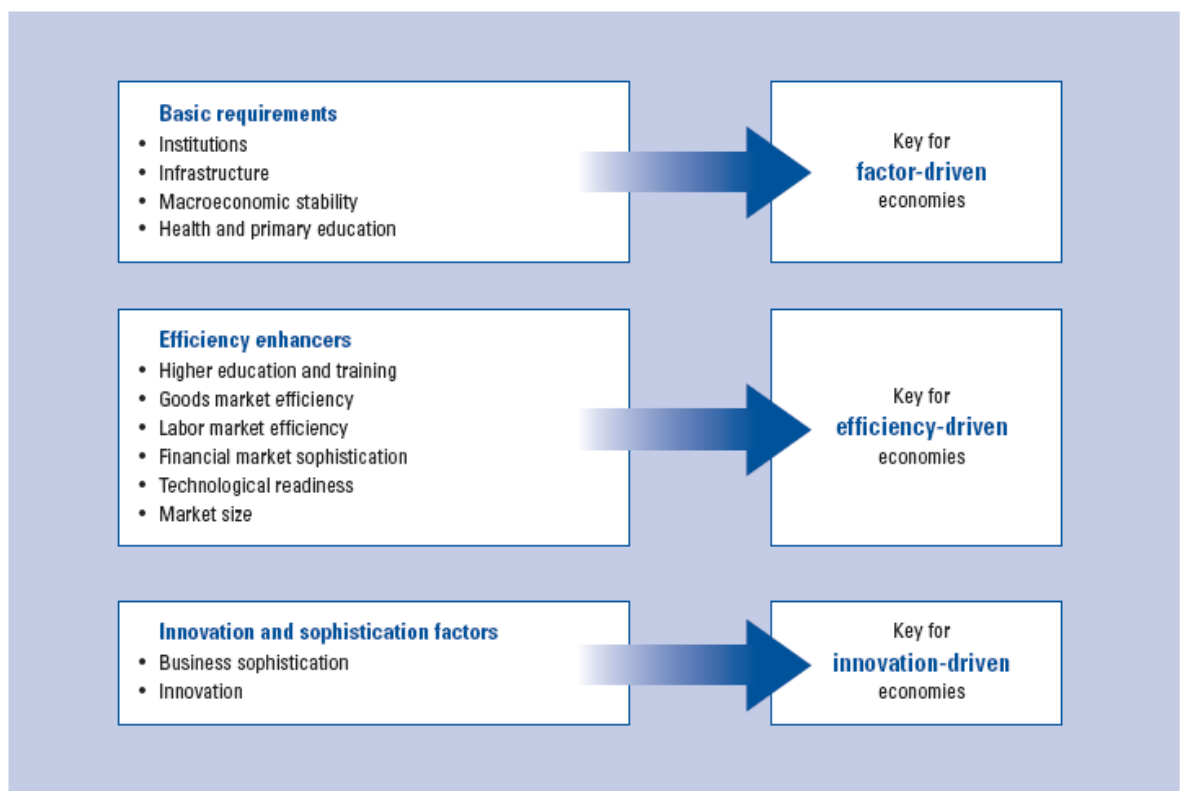 Basic requirements
• Institutions
• Infrastructure
• Macroeconomic stability
• Health and primary education
Key for
factor-driven
economies
Efficiency enhancers
• Higher education and training
• Goods market efficiency
• Labor market efficiency
• Financial market sophistication
• Technological readiness
• Market size
Key for
efficiency-driven
economies
Innovation and sophistication factors
• Business sophistication
• Innovation
Key for
innovation-driven
economies